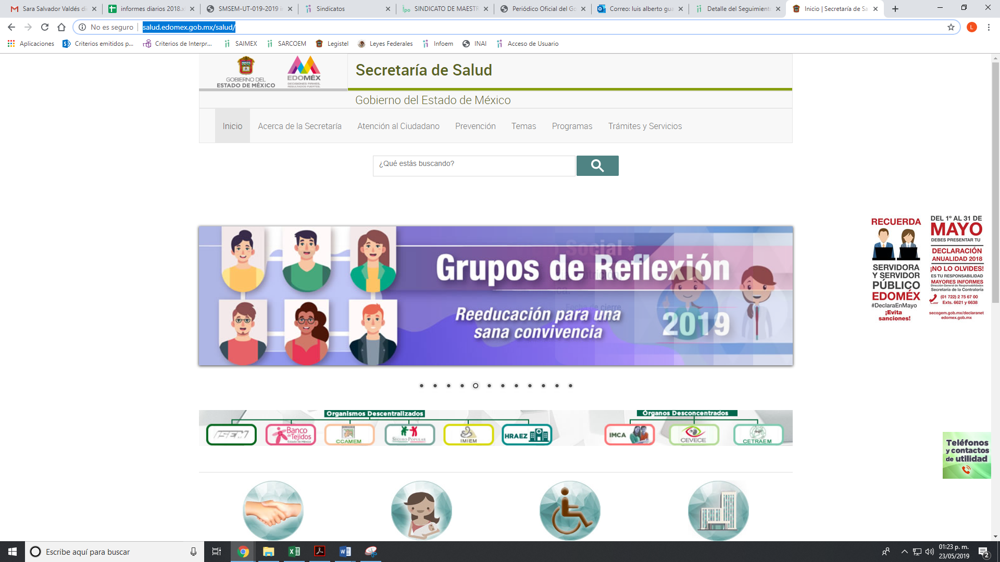 Sara Salvador Valdés di
informes diarios 2018.x
SMSEM-UT-019-2019 i
Sindicatos
SINDICATO DE MAESTR
Periódico Oficial del Go
Correo: luis alberto gua
Detalle del Seguimient
Inicio | Secretaría de Sa
No es seguro
salud.edomex.gob.mx/salud/
L
Aplicaciones
Criterios emitidos p...
Criterios de Interpr...
SAIMEX
SARCOEM
Legistel
Leyes Federales
Infoem
INAI
Acceso de Usuario
GOBIERNO DEL
ESTADO DE MÉXICO
EDOMÉX
DECISIONES FIRMES,
RESULTADOS FUERTES.
Secretaría de Salud
Gobierno del Estado de México
Inicio
Acerca de la Secretaría
Atención al Ciudadano
Prevención
Temas
Programas
Trámites y Servicios
¿Qué estás buscando?
Social
Grupos de Reflexión
Fecha de cierre
Reeducación para una
sana convivencia
2019
RECUERDA
SERVIDORA
Y SERVIDOR
PÚBLICO
EDOMÉX
#DeclaraEnMayo
¡Evita
sanciones!
DEL 1º AL 31 DE
MAYO
DEBES PRESENTAR TU
DECLARACIÓN
ANUALIDAD 2018
¡NO LO OLVIDES!
ES TU RESPONSABILIDAD
MAYORES INFORMES
Dirección General de Responsabilidades
Secretaría de la Contraloría
(01 722) 2 75 67 00
Exts. 6621 y 6638
secogem.gob.mx/declaranet
edomex.gob.mx
Organismos Descentralizados
ISEM
Banco
de Tejidos
Estado de México
CCAMEM
SEGURO POPULAR
IMIEM
HRAEZ
Órganos Desconcentrados
IMCA
CEVECE
CETRAEM
Teléfonos
y contactos
de utilidad
Escribe aquí para buscar
01:23 p. m.
23/05/2019
2